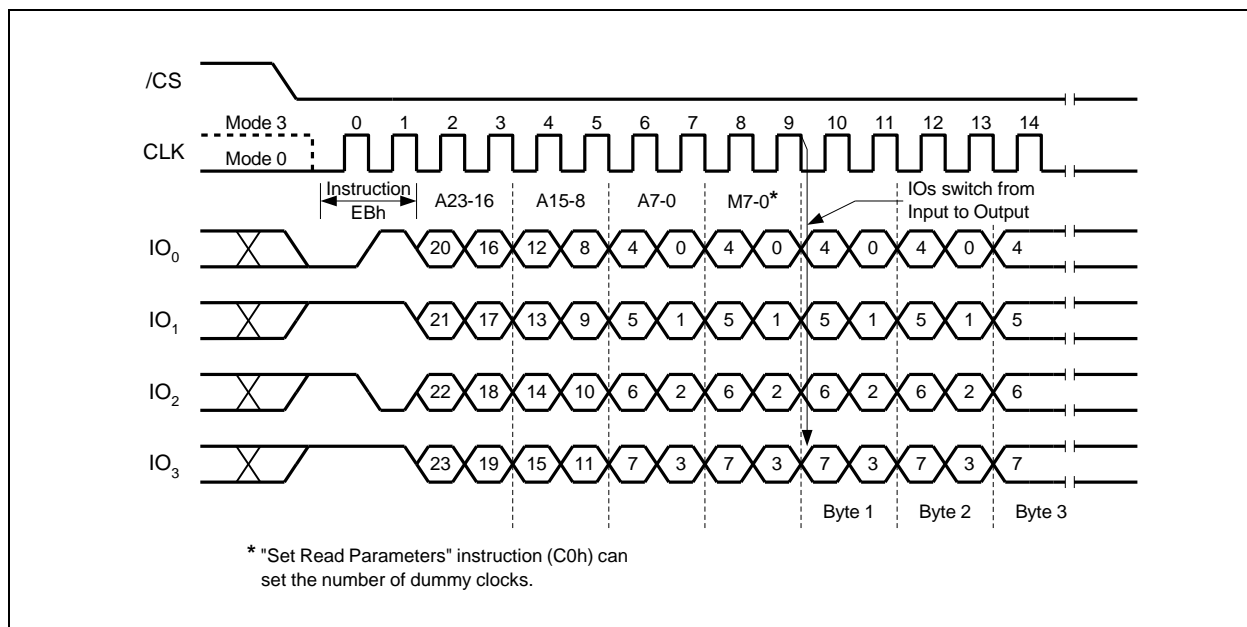 /CS
Mode 3 0 1 2 3 4 5 6 7 8 9 10 11 12 13 14
CLK
Mode 0
Instruction
EBh
A23-16 A15-8 A7-0 M7-0*
IOs switch from
Input to Output
IO0 20 16 12 8 4 0 4 0 4 0 4 0 4
IO1 21 17 13 9 5 1 5 1 5 1 5 1 5
IO2 22 18 14 10 6 2 6 2 6 2 6 2 6
IO3 23 19 15 11 7 3 7 3 7 3 7 3 7
Byte 1 Byte 2 Byte 3
* "Set Read Parameters" instruction (C0h) can
set the number of dummy clocks.